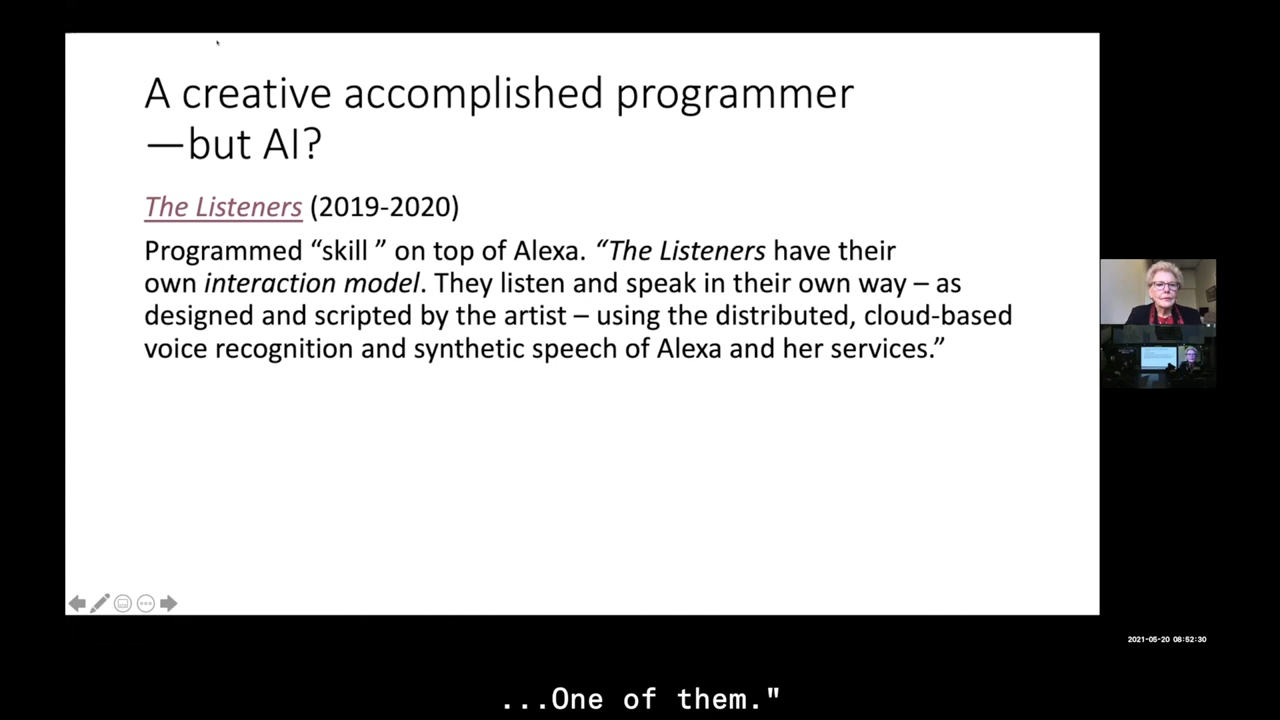 A creative accomplished programmer
—but AI?
The Listeners (2019-2020)
Programmed “skill ” on top of Alexa. “The Listeners have their
own interaction model. They listen and speak in their own way – as
designed and scripted by the artist – using the distributed, cloud-based
voice recognition and synthetic speech of Alexa and her services.”
2021-05-20 08:52:30
...One of them."